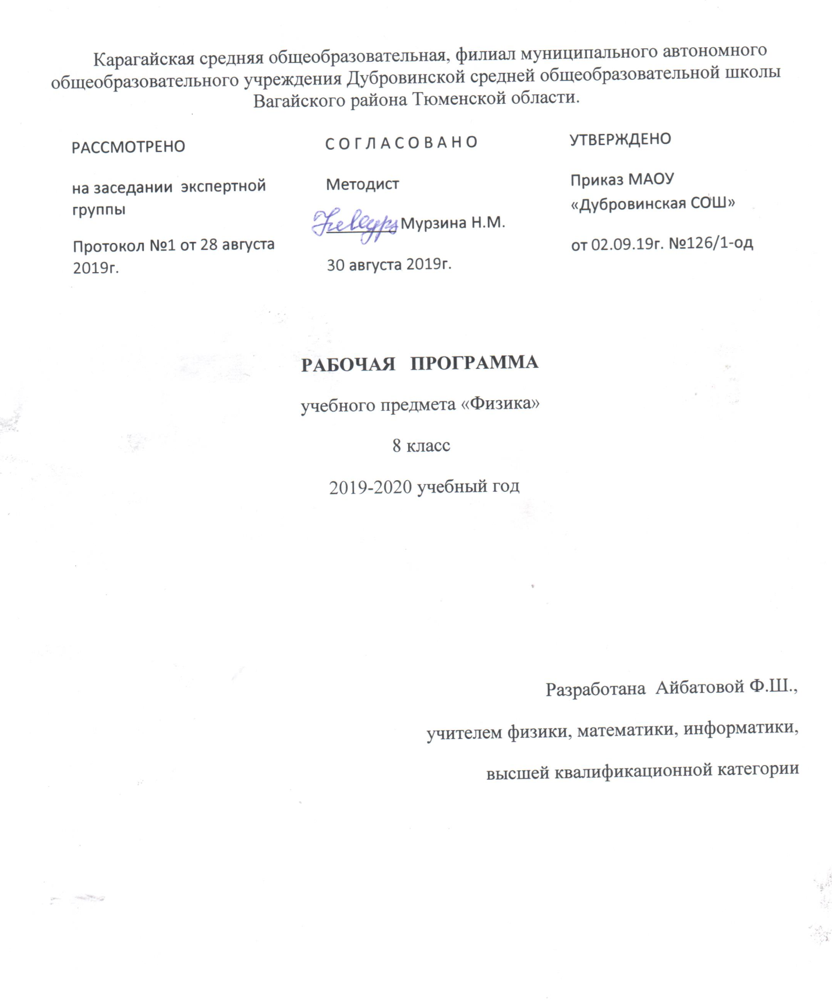 Карагайская средняя общеобразовательная, филиал муниципального автономного
общеобразовательного учреждения Дубровинской средней общеобразовательной школы
Вагайского района Тюменской области.
РАССМОТРЕНО
на заседании экспертной
группы
Протокол №1 от 28 августа
2019г.
С О Г Л А С О В А Н О
Методист
Мурзина Н.М.
30 августа 2019г.
УТВЕРЖДЕНО
Приказ МАОУ
«Дубровинская СОШ»
от 02.09.19г. №126/1-од
РАБОЧАЯ ПРОГРАММА
учебного предмета «Физика»
8 класс
2019-2020 учебный год
Разработана Айбатовой Ф.Ш.,
учителем физики, математики, информатики,
высшей квалификационной категории